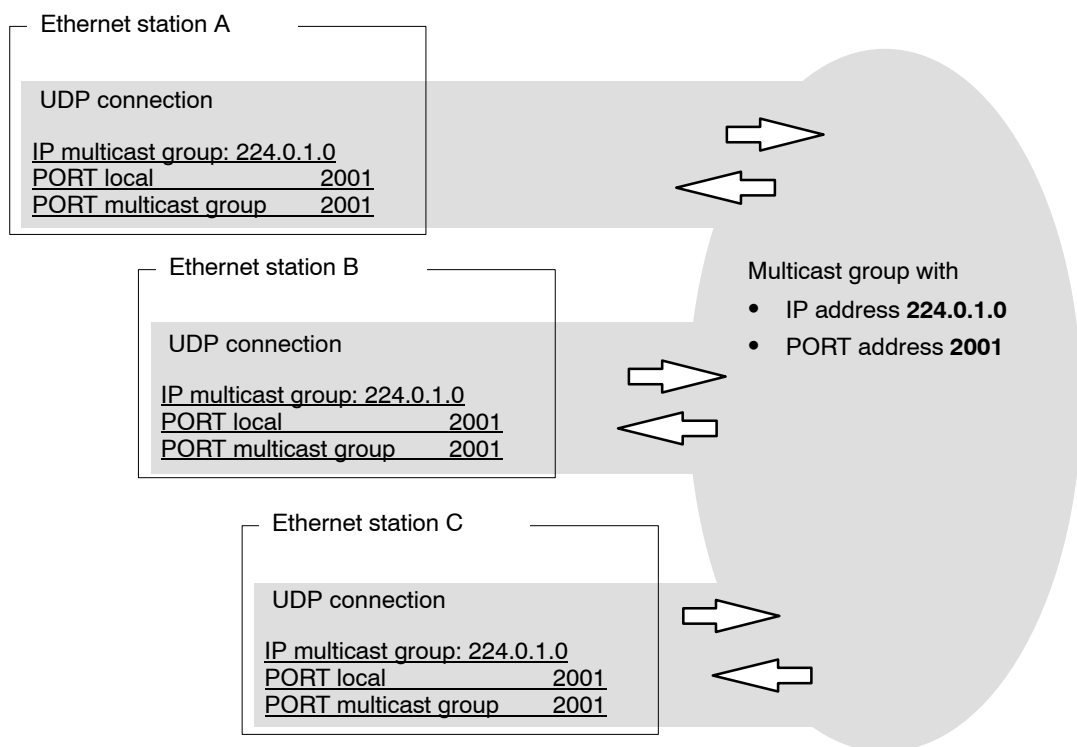 Ethernet station A
UDP connection
IP multicast group: 224.0.1.0
PORT local 2001
PORT multicast group 2001
Ethernet station B
UDP connection
IP multicast group: 224.0.1.0
PORT local 2001
PORT multicast group 2001
Multicast group with
• IP address 224.0.1.0
• PORT address 2001
Ethernet station C
UDP connection
IP multicast group: 224.0.1.0
PORT local 2001
PORT multicast group 2001